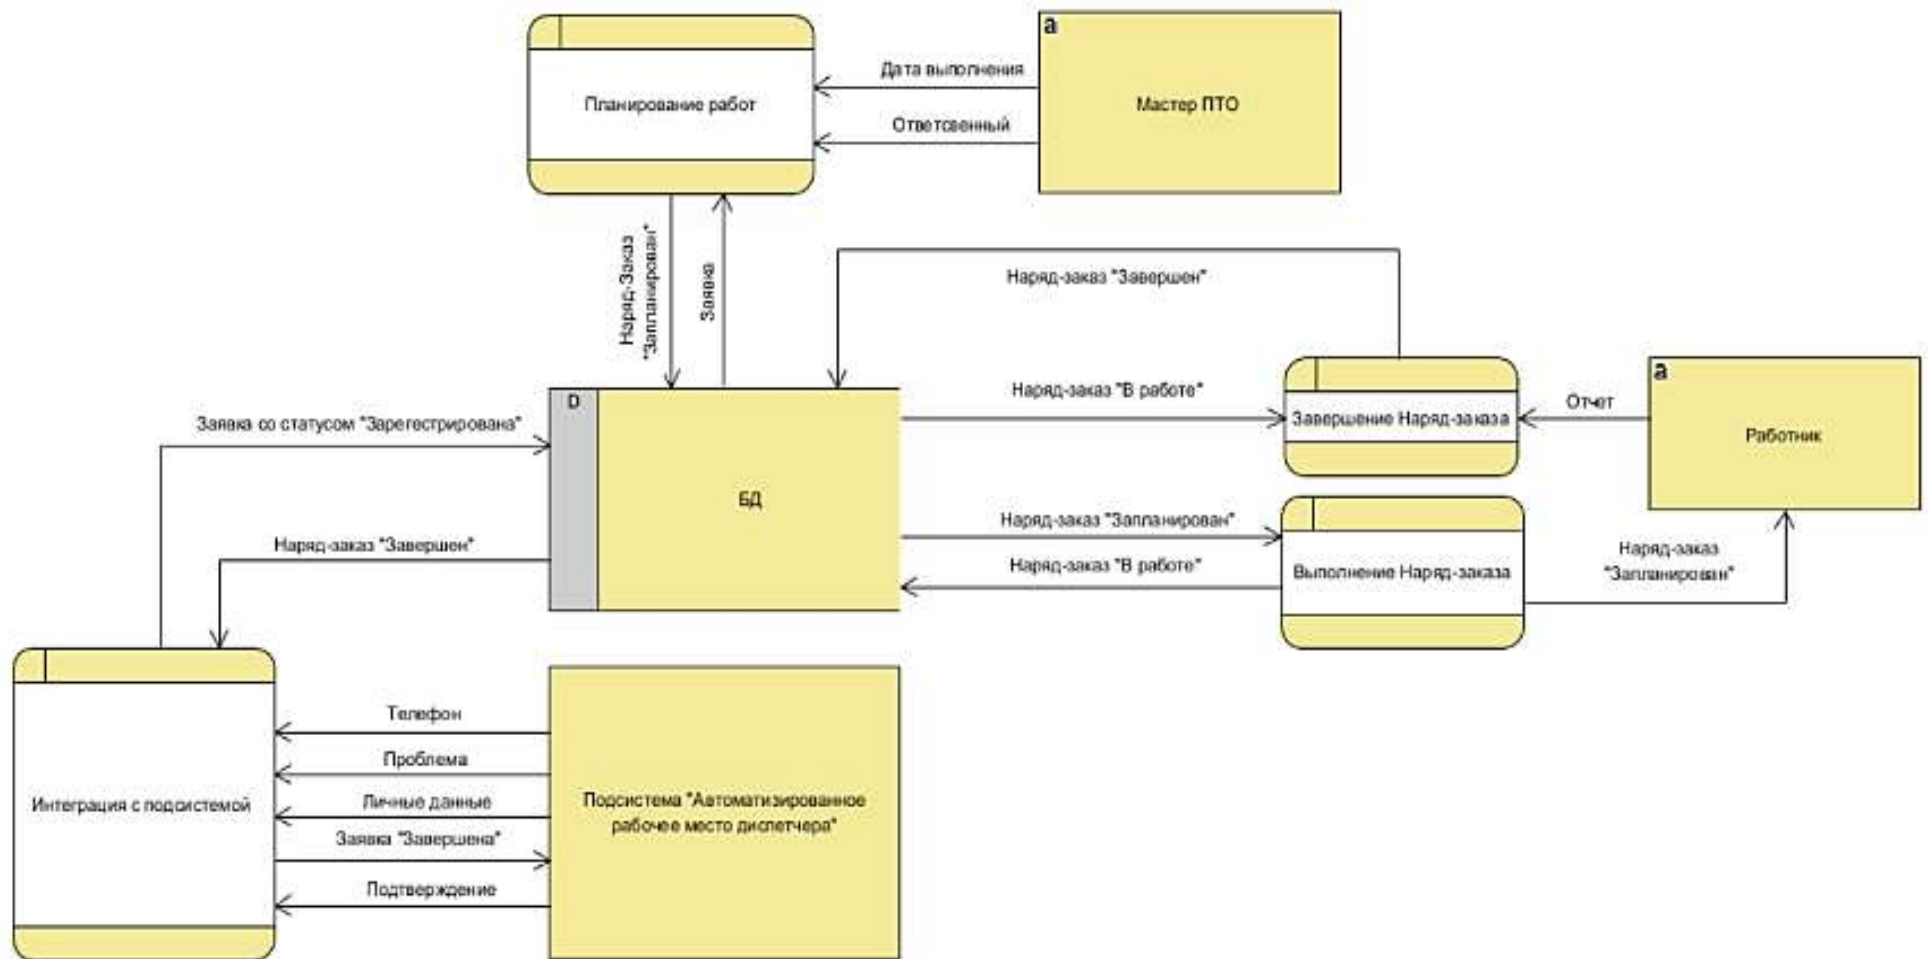 a
Дата выполнения
Планирование работ
Мастер ПТО
Ответсвенный
Наряд-Заказ
"Запланирован"
Заявка
Наряд-заказ "Завершен"
a
D
Наряд-заказ "В работе"
Отчет
Заявка со статусом "Зарегестрирована"
Завершение Наряд-заказа
Работник
БД
Наряд-заказ "Запланирован"
Наряд-заказ "Завершен"
Наряд-заказ
"Запланирован"
Наряд-заказ "В работе"
Выполнение Наряд-заказа
Телефон
Проблема
Личные данные
Интеграция с подсистемой
Подсистема "Автоматизированное
рабочее место диспетчера"
Заявка "Завершена"
Подтверждение